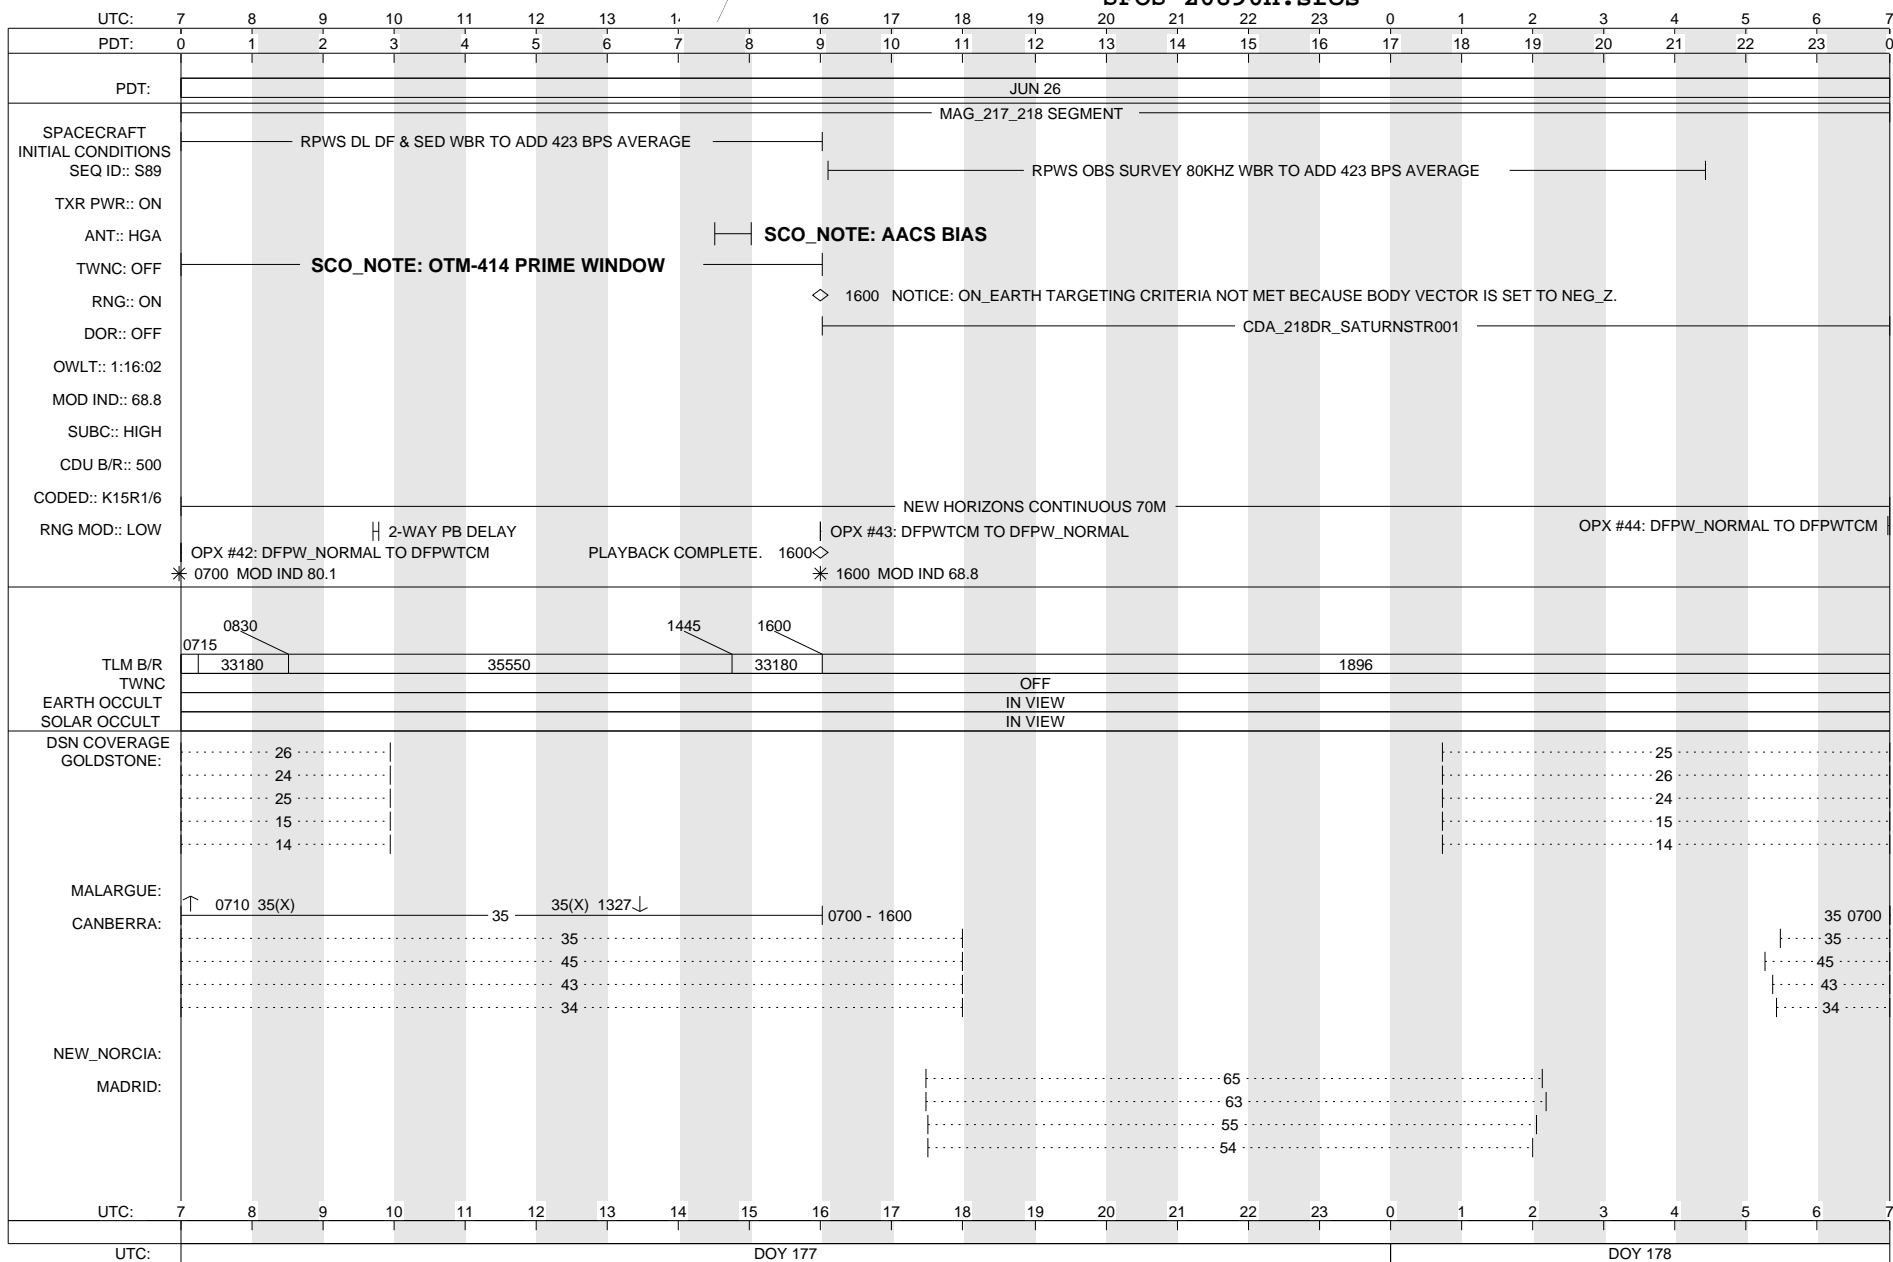 UTC: 7 8 9 10 11 12 13 16 17 18 19 20 21 22 23 0 1 2 3 4 5 6 7
PDT: 0 1 2 3 4 5 6 7 8 9 10 11 12 13 14 15 16 17 18 19 20 21 22 23 0
PDT: JUN 26
MAG_217_218 SEGMENT
SPACECRAFT
INITIAL CONDITIONS
RPWS DL DF & SED WBR TO ADD 423 BPS AVERAGE
SEQ ID:: S89
RPWS OBS SURVEY 80KHZ WBR TO ADD 423 BPS AVERAGE
TXR PWR:: ON
ANT:: HGA
SCO_NOTE: AACS BIAS
TWNC: OFF
SCO_NOTE: OTM-414 PRIME WINDOW
RNG:: ON
1600 NOTICE: ON_EARTH TARGETING CRITERIA NOT MET BECAUSE BODY VECTOR IS SET TO NEG_Z.
DOR:: OFF
CDA_218DR_SATURNSTR001
OWLT:: 1:16:02
MOD IND:: 68.8
SUBC:: HIGH
CDU B/R:: 500
CODED:: K15R1/6
NEW HORIZONS CONTINUOUS 70M
RNG MOD:: LOW
2-WAY PB DELAY
OPX #43: DFPWTCM TO DFPW_NORMAL
OPX #44: DFPW_NORMAL TO DFPWTCM
OPX #42: DFPW_NORMAL TO DFPWTCM
PLAYBACK COMPLETE. 1600
0700 MOD IND 80.1
1600 MOD IND 68.8
0830 1445 1600
0715
TLM B/R 33180 35550 33180 1896
TWNC OFF
EARTH OCCULT IN VIEW
SOLAR OCCULT IN VIEW
DSN COVERAGE
GOLDSTONE:
26 25
24 26
25 24
15 15
14 14
MALARGUE:
0710 35(X) 35(X) 1327
CANBERRA:
35 0700 - 1600 35 0700
35 35
45 45
43 43
34 34
NEW_NORCIA:
MADRID:
65
63
55
54
UTC: 7 8 9 10 11 12 13 14 15 16 17 18 19 20 21 22 23 0 1 2 3 4 5 6 7
UTC: DOY 177 DOY 178